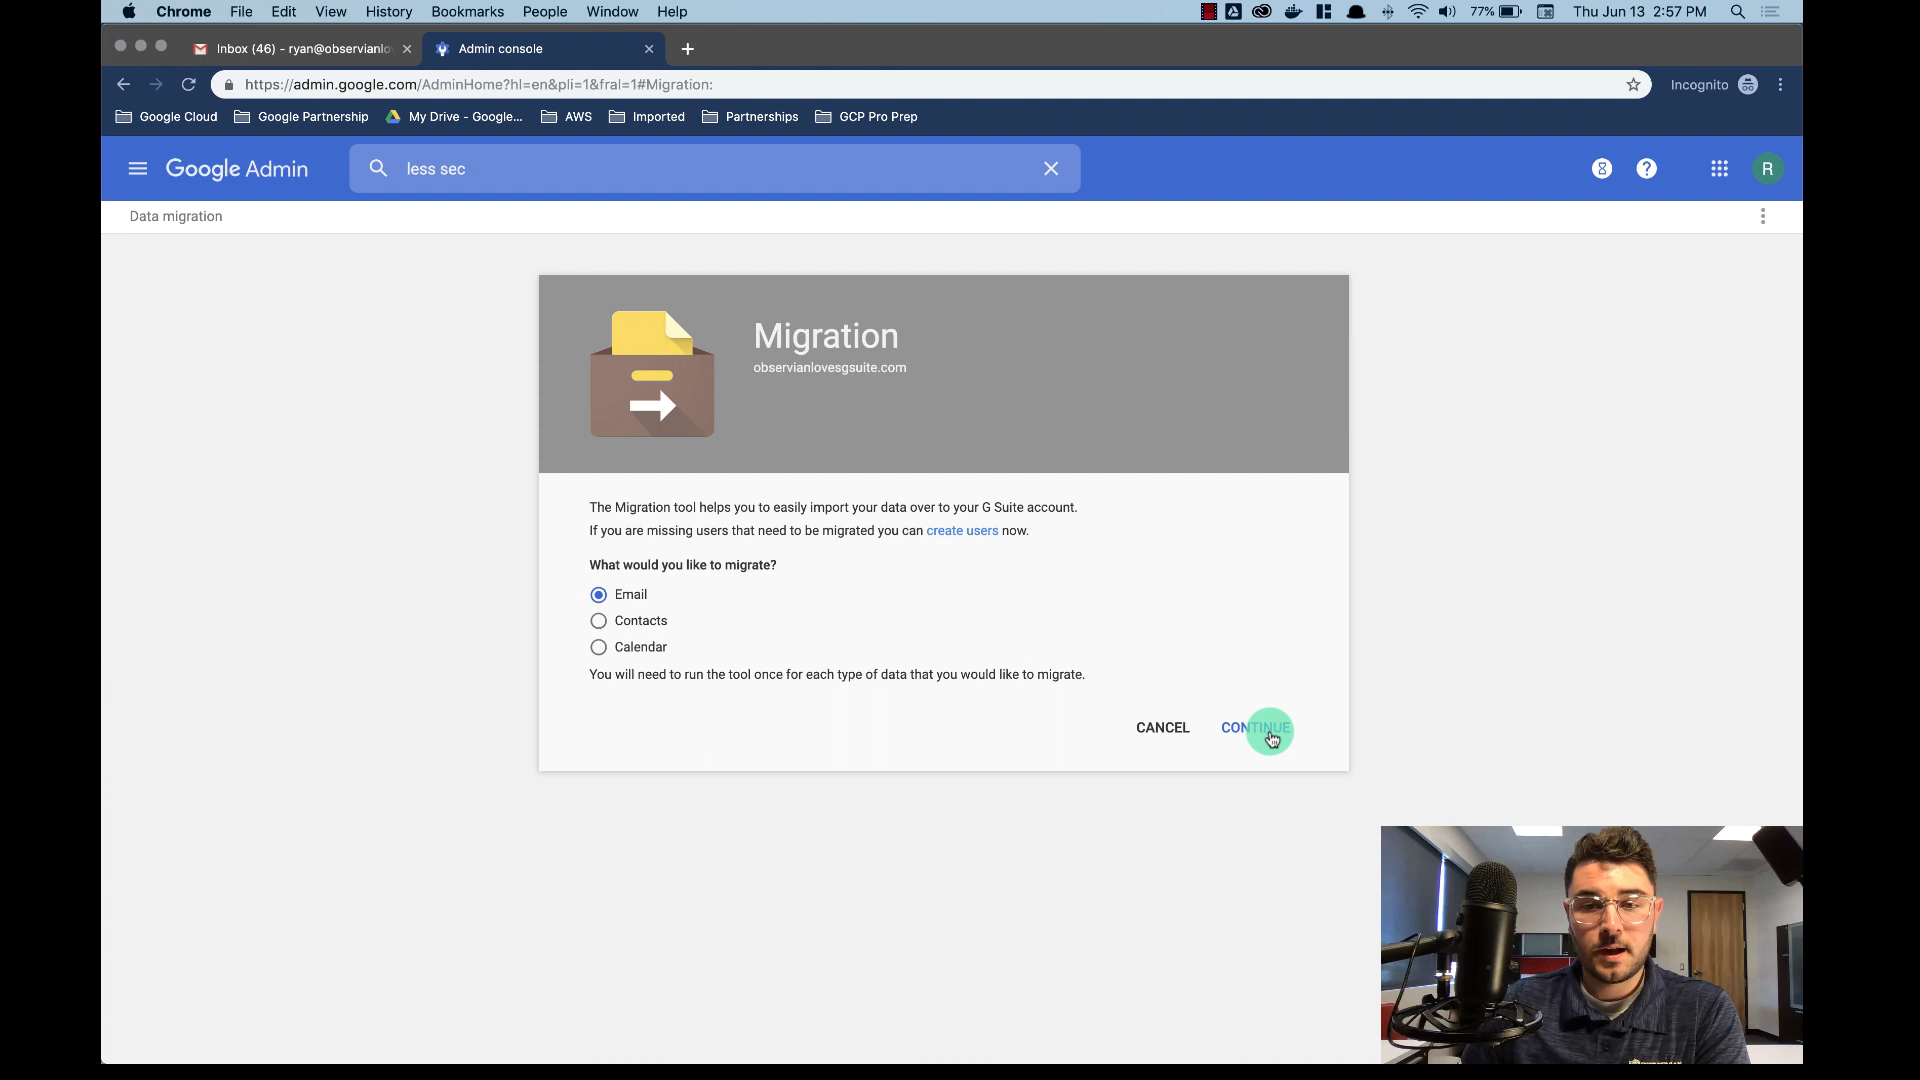 Chrome File Edit View History Bookmarks People Window Help 77% Thu Jun 13 2:57 PM
Inbox (46) - ryan@observianlo Admin console
https://admin.google.com/AdminHome?hl=en&pli=1&fral=1#Migration: Incognito
Google Cloud Google Partnership My Drive - Google... AWS Imported Partnerships GCP Pro Prep
Google Admin less sec R
Data migration
Migration
observianlovesgsuite.com
The Migration tool helps you to easily import your data over to your G Suite account.
If you are missing users that need to be migrated you can create users now.
What would you like to migrate?
Email
Contacts
Calendar
You will need to run the tool once for each type of data that you would like to migrate.
CANCEL CONTINUE